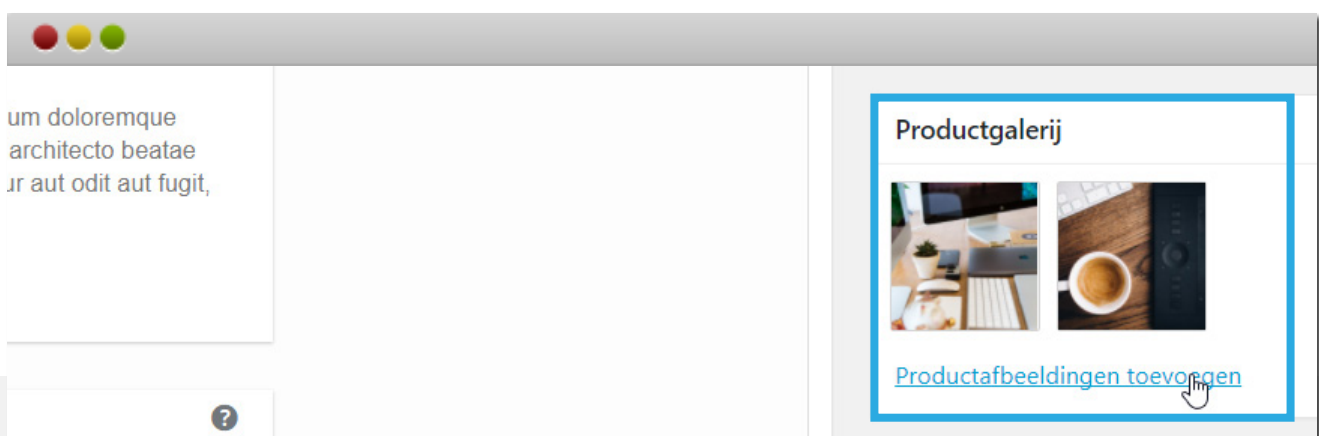 um doloremque
architecto beatae
ur aut odit aut fugit,
Productgalerij
Productafbeeldingen toevoegen
?